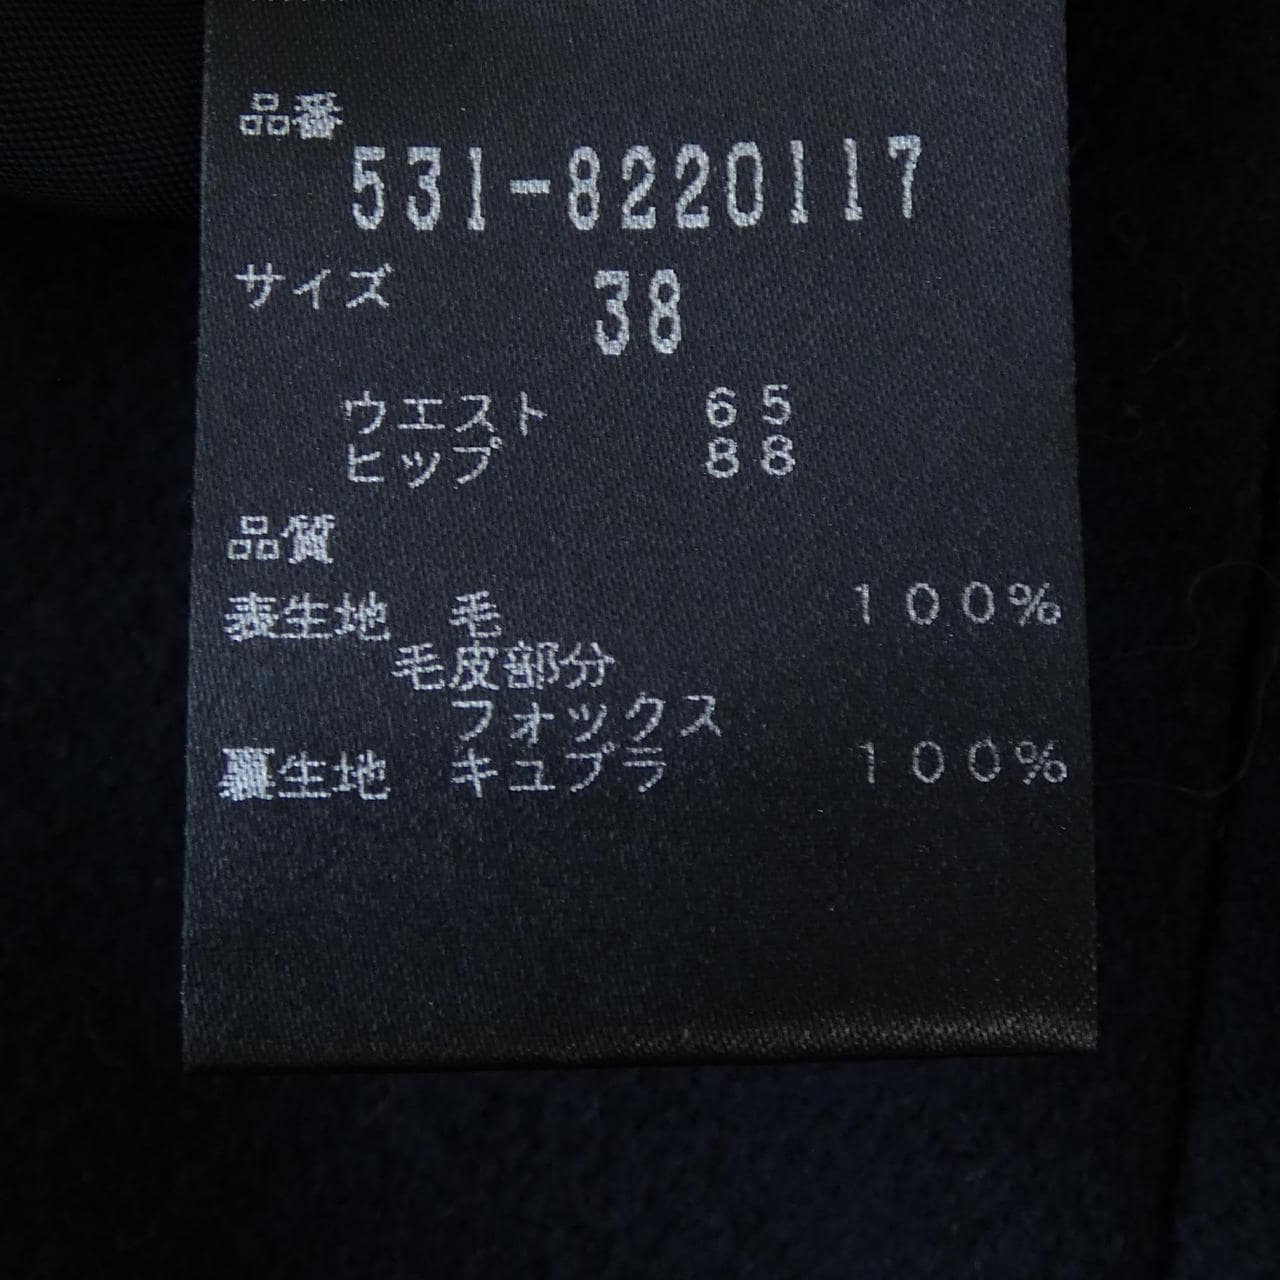 品番
531-8220117
サイズ 38
ウエスト 65
ヒップ 88
品質
表生地 毛 100%
毛皮部分
フォックス
裏生地 キュプラ 100%